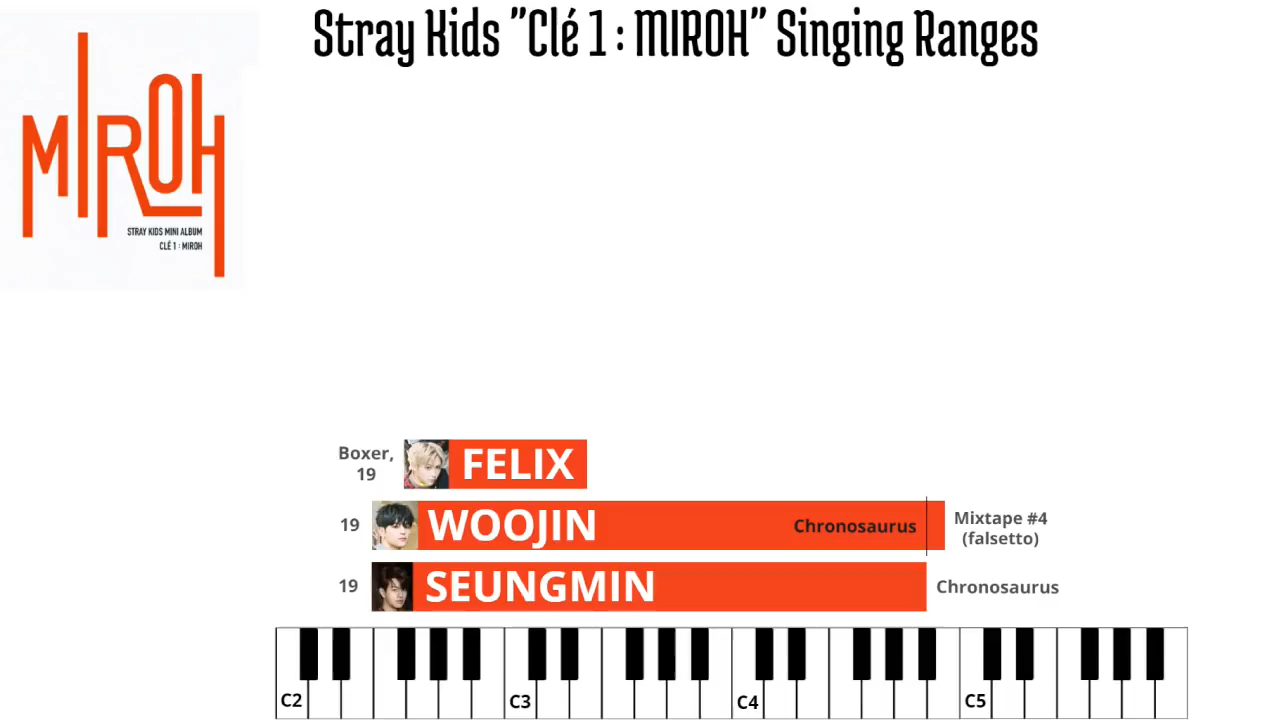 Stray Kids "Clé 1 : MIROH" Singing Ranges
MIROH
STRAY KIDS MINI ALBUM
CLÉ 1 : MIROH
Boxer,
19
FELIX
19
WOOJIN
Chronosaurus
Mixtape #4
(falsetto)
19
SEUNGMIN
Chronosaurus
C2
C3
C4
C5